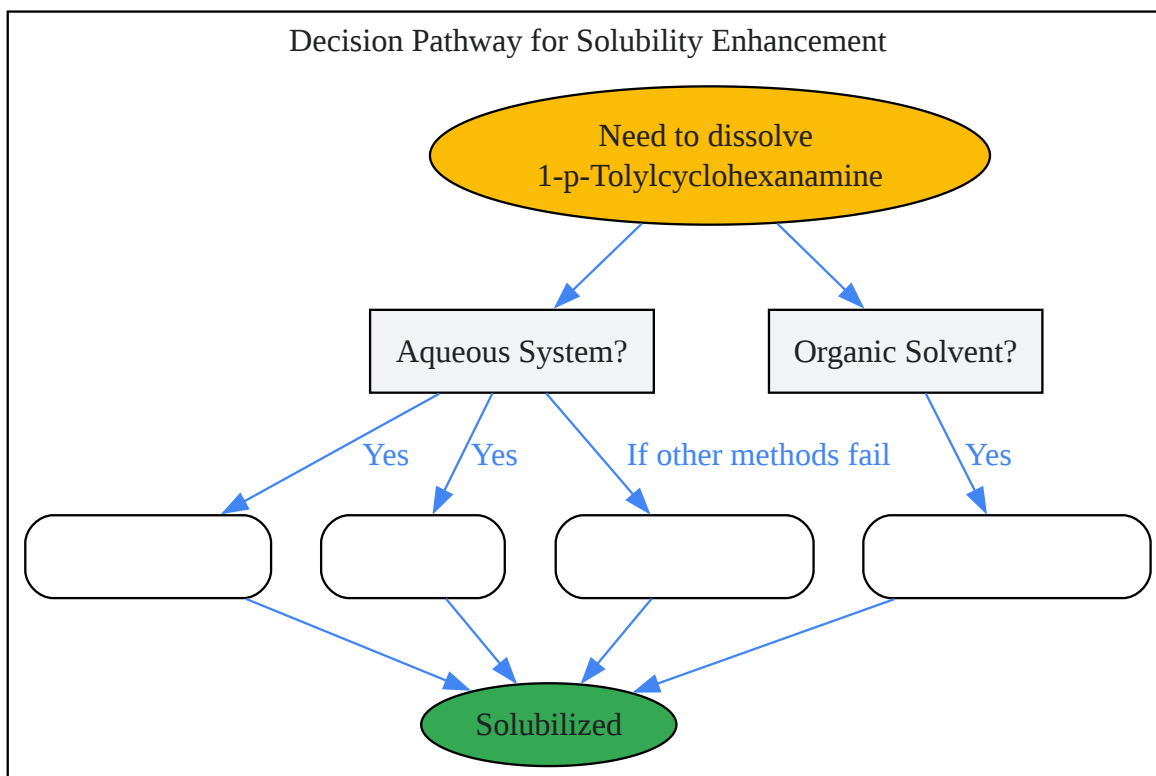 Decision Pathway for Solubility Enhancement
Need to dissolve
1-p-Tolylcyclohexanamine
Aqueous System?
Organic Solvent?
Yes
Yes
If other methods fail
Yes
Solubilized